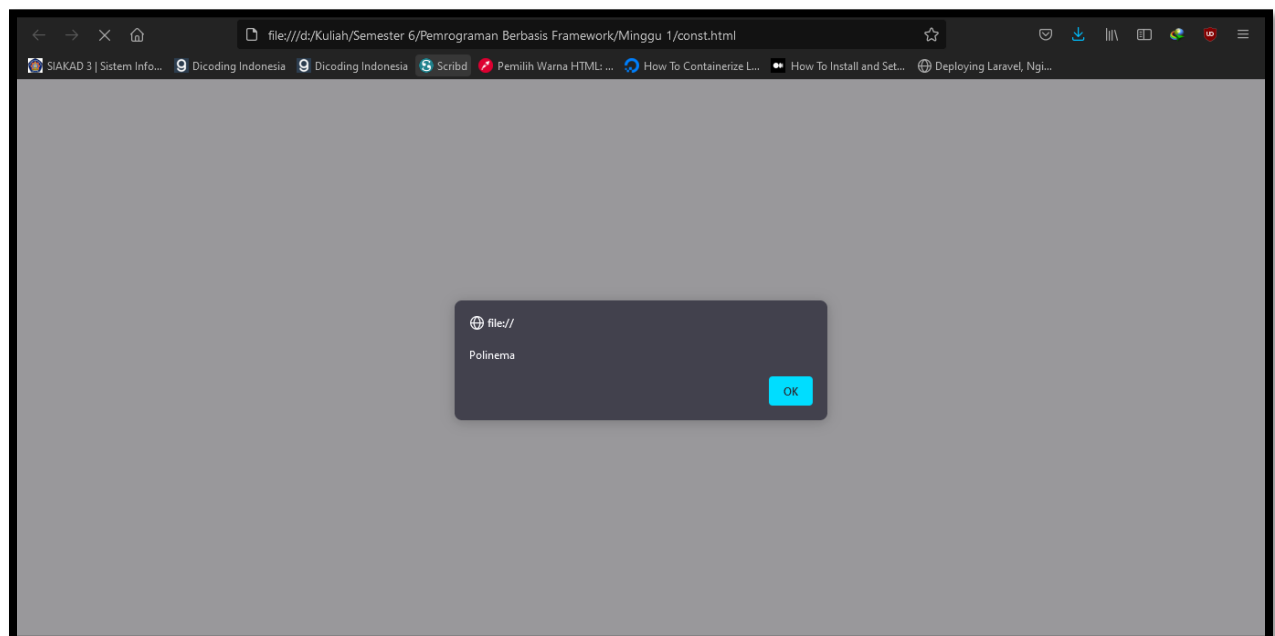 file:///d:/Kuliah/Semester 6/Pemrograman Berbasis Framework/Minggu 1/const.html
SIAKAD 3 | Sistem Info... Dicoding Indonesia Dicoding Indonesia Scribd Pemilih Warna HTML: ... How To Containerize L... How To Install and Set... Deploying Laravel, Ngi...
file://
Polinema
OK